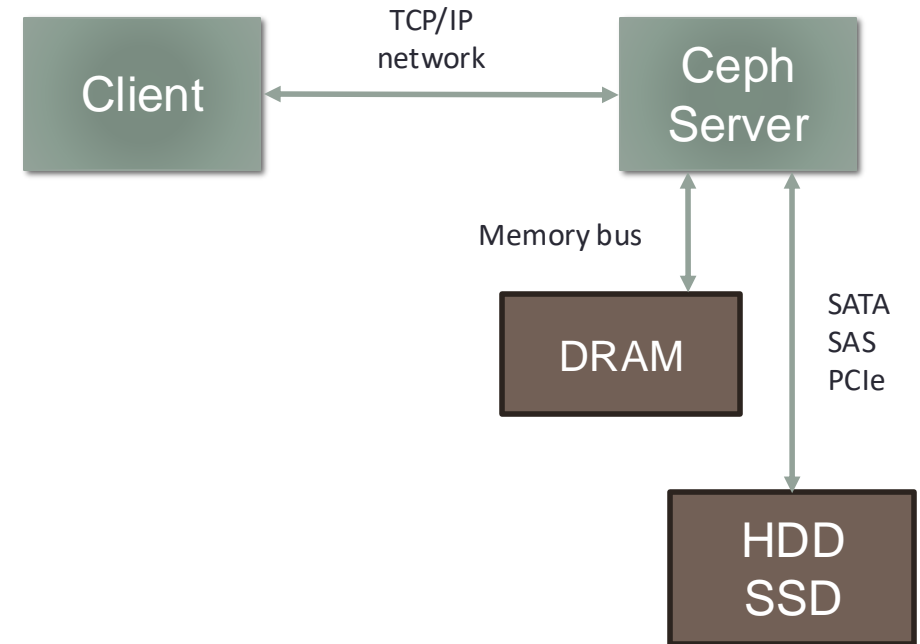 TCP/IP
network
Client
Ceph
Server
Memory bus
DRAM
SATA
SAS
PCIe
HDD
SSD